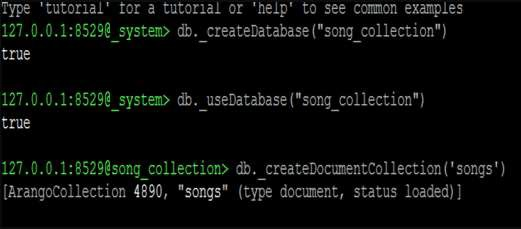 Type 'tutorial' for a tutorial or 'help' to see common examples
127.0.0.1:8529@_system> db._createDatabase("song_collection")
true
127.0.0.1:8529@_system> db._useDatabase("song_collection")
true
127.0.0.1:8529@song_collection> db._createDocumentCollection('songs')
[ArangoCollection 4890, "songs" (type document, status loaded)]